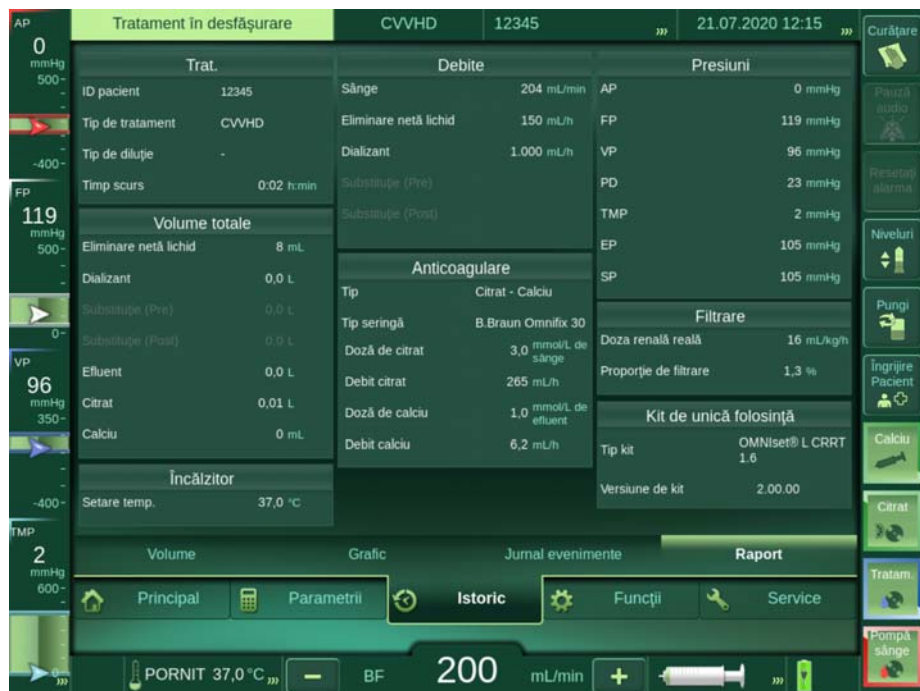 AP
0
mmHg
500
-400
FP
119
mmHg
500
0
VP
96
mmHg
350
-400
TMP
2
mmHg
600
0
Tratament în desfășurare
CVVHD
12345
21.07.2020 12:15
Trat.
ID pacient 12345
Tip de tratament CVVHD
Tip de diluție -
Timp scurs 0:02 h:min
Volume totale
Eliminare netă lichid 8 mL
Dializant 0,0 L
Substituție (Pre) 0,0 L
Substituție (Post) 0,0 L
Efluent 0,0 L
Citrat 0,01 L
Calciu 0 mL
Încălzitor
Setare temp. 37,0 °C
Debite
Sânge 204 mL/min
Eliminare netă lichid 150 mL/h
Dializant 1.000 mL/h
Substituție (Pre)
Substituție (Post)
Anticoagulare
Tip Citrat - Calciu
Tip seringă B.Braun Omnifix 30
Doză de citrat 3,0 mmol/L de sânge
Debit citrat 265 mL/h
Doză de calciu 1,0 mmol/L de efluent
Debit calciu 6,2 mL/h
Presiuni
AP 0 mmHg
FP 119 mmHg
VP 96 mmHg
PD 23 mmHg
TMP 2 mmHg
EP 105 mmHg
SP 105 mmHg
Filtrare
Doza renală reală 16 mL/kg/h
Proporție de filtrare 1,3 %
Kit de unică folosință
Tip kit OMNIset® L CRRT
1.6
Versiune de kit 2.00.00
Volume
Grafic
Jurnal evenimente
Raport
Principal
Parametrii
Istoric
Funcții
Service
PORNIT 37,0 °C
BF 200 mL/min
Curățare
Pauză
audio
Resetați
alarma
Niveluri
Pungi
Îngrijire
Pacient
Calciu
Citrat
Tratam.
Pompă
sânge